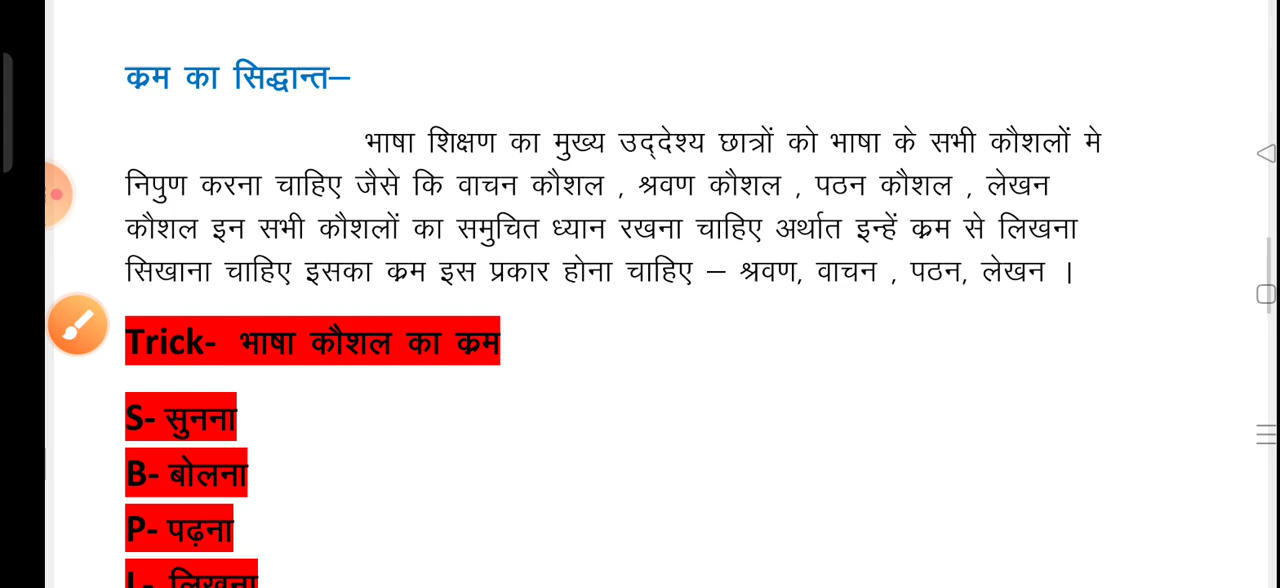 क्रम का सिद्धान्त–
भाषा शिक्षण का मुख्य उद्‌देश्य छात्रों को भाषा के सभी कौशलों मे
निपुण करना चाहिए जैसे कि वाचन कौशल , श्रवण कौशल , पठन कौशल , लेखन
कौशल इन सभी कौशलों का समुचित ध्यान रखना चाहिए अर्थात इन्हें क्रम से लिखना
सिखाना चाहिए इसका क्रम इस प्रकार होना चाहिए – श्रवण, वाचन , पठन, लेखन ।
Trick- भाषा कौशल का क्रम
S- सुनना
B- बोलना
P- पढ़ना
L- लिखना